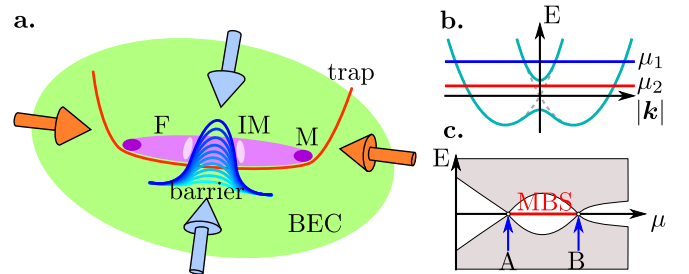 a.
trap
F
IM
M
barrier
BEC
b.
E
μ₁
μ₂
|k|
c.
E
MBS
μ
A
B